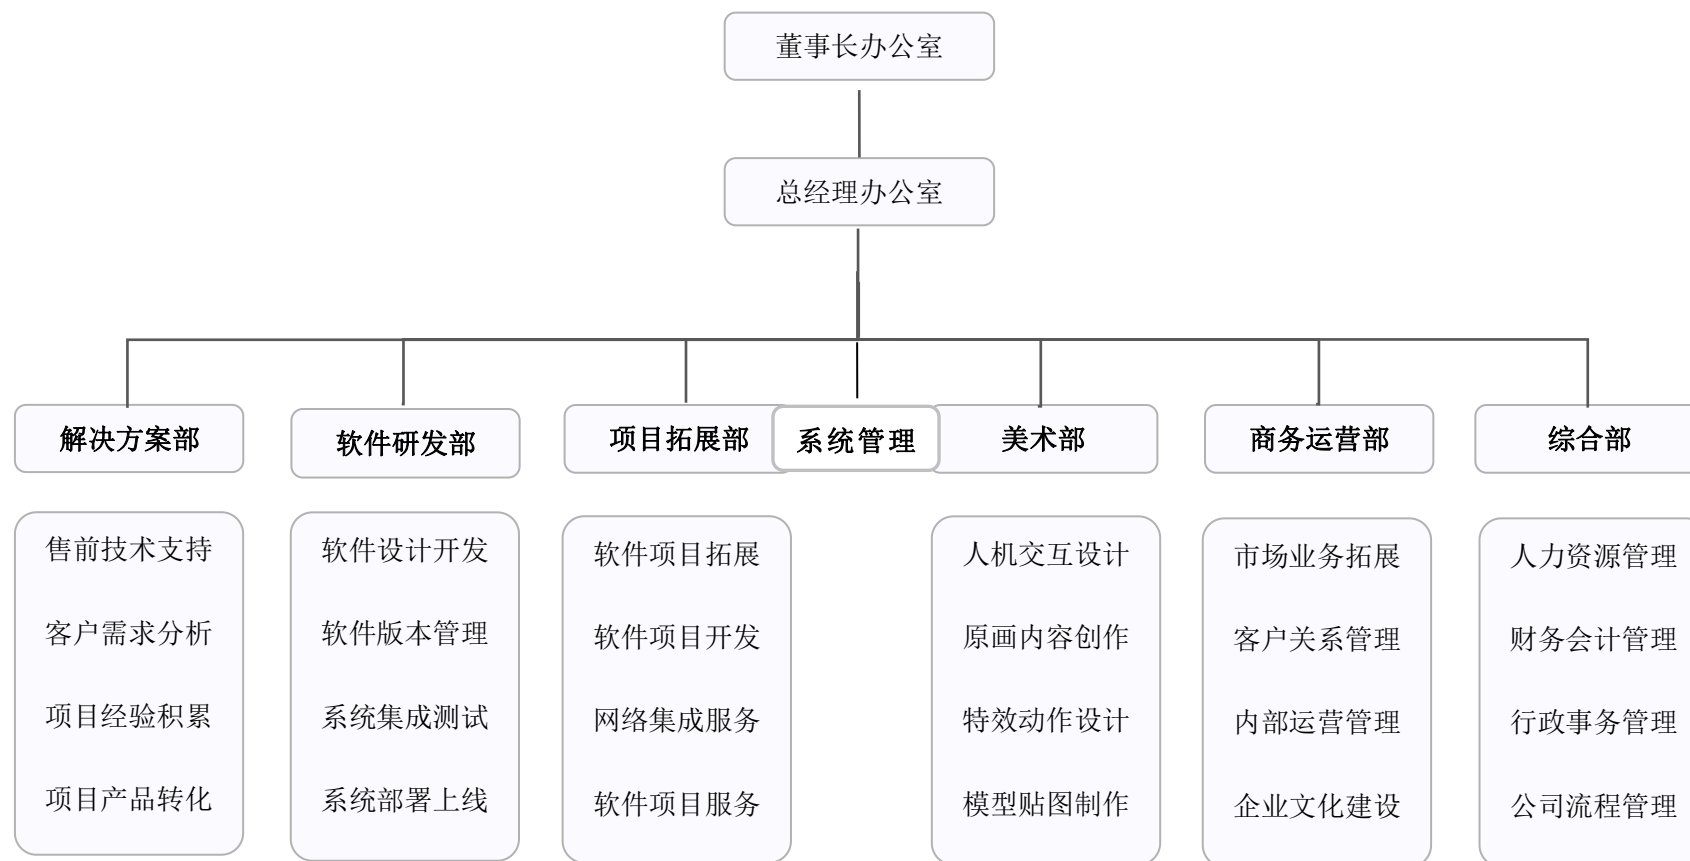 董事长办公室
总经理办公室
解决方案部
软件研发部
项目拓展部
系统管理
美术部
商务运营部
综合部
售前技术支持
客户需求分析
项目经验积累
项目产品转化
软件设计开发
软件版本管理
系统集成测试
系统部署上线
软件项目拓展
软件项目开发
网络集成服务
软件项目服务
人机交互设计
原画内容创作
特效动作设计
模型贴图制作
市场业务拓展
客户关系管理
内部运营管理
企业文化建设
人力资源管理
财务会计管理
行政事务管理
公司流程管理